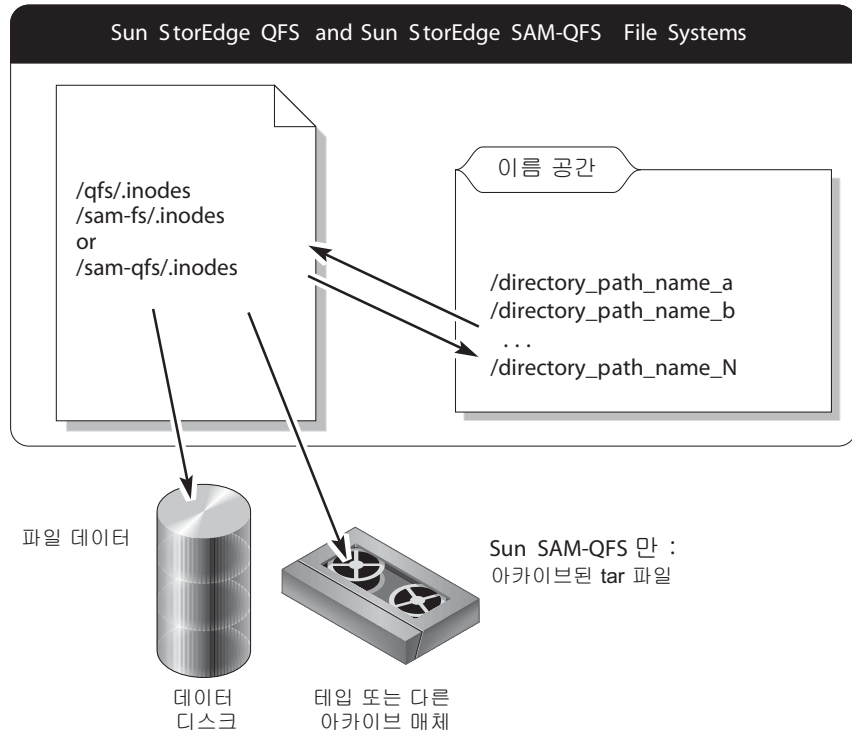 Sun StorEdge QFS and Sun StorEdge SAM-QFS File Systems
/qfs/.inodes
/sam-fs/.inodes
or
/sam-qfs/.inodes
이름 공간
/directory_path_name_a
/directory_path_name_b
. . .
/directory_path_name_N
파일 데이터
Sun SAM-QFS 만 :
아카이브된 tar 파일
데이터
디스크
테입 또는 다른
아카이브 매체